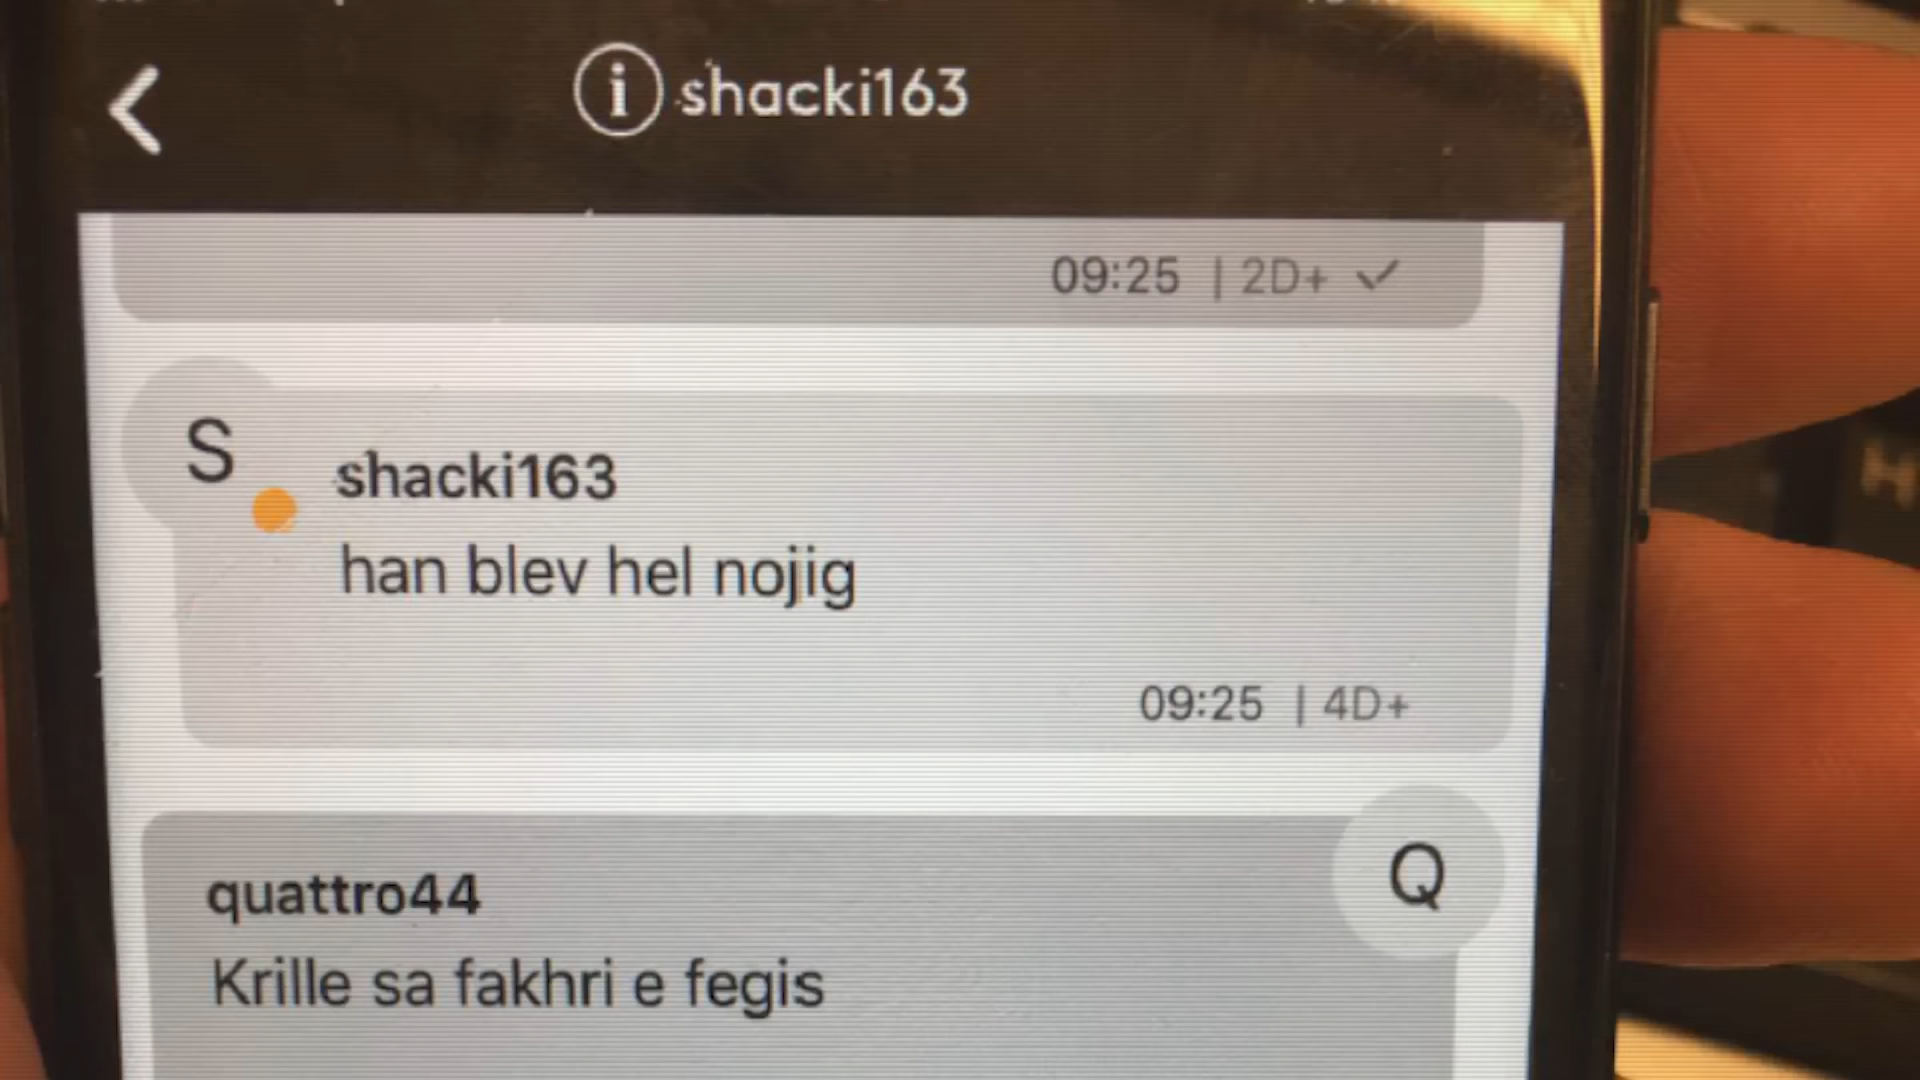 i shacki163
09:25 | 2D+ ✓
S
shacki163
han blev hel nojig
09:25 | 4D+
Q
quattro44
Krille sa fakhri e fegis
H